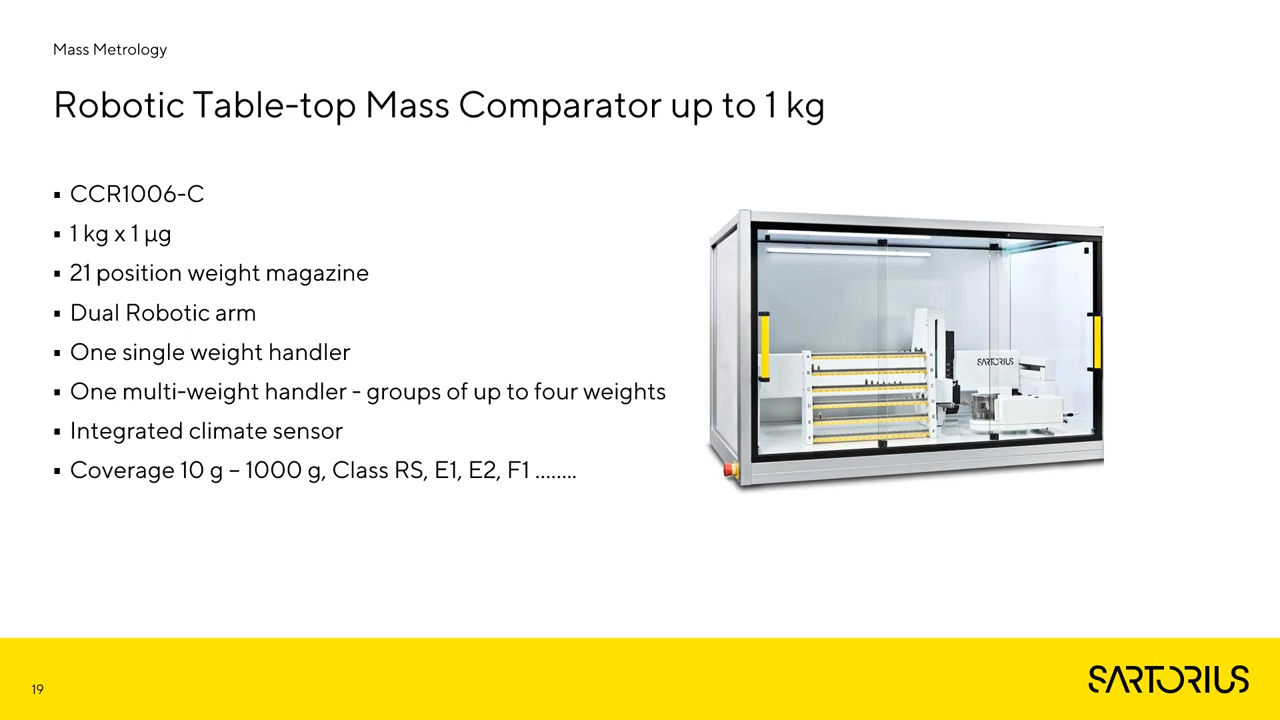 Mass Metrology
Robotic Table-top Mass Comparator up to 1 kg
▪ CCR1006-C
▪ 1 kg x 1 µg
▪ 21 position weight magazine
▪ Dual Robotic arm
▪ One single weight handler
▪ One multi-weight handler - groups of up to four weights
▪ Integrated climate sensor
▪ Coverage 10 g – 1000 g, Class RS, E1, E2, F1 ........
SARTORIUS
19
SARTORIUS